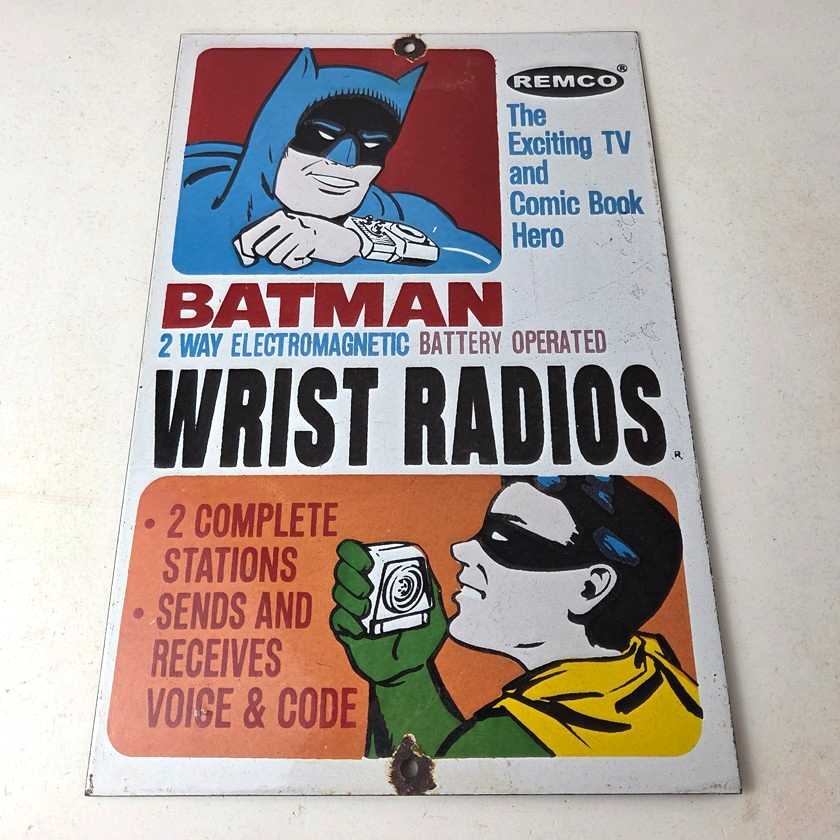 REMCO®
The
Exciting TV
and
Comic Book
Hero
BATMAN
2 WAY ELECTROMAGNETIC BATTERY OPERATED
WRIST RADIOS®
• 2 COMPLETE
STATIONS
• SENDS AND
RECEIVES
VOICE & CODE